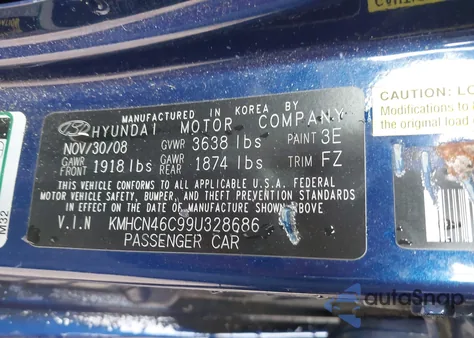 MANUFACTURED IN KOREA BY
HYUNDAI MOTOR COMPANY
NOV/30/08 GVWR 3638 lbs PAINT 3E
GAWR FRONT 1918 lbs GAWR REAR 1874 lbs TRIM FZ
THIS VEHICLE CONFORMS TO ALL APPLICABLE U.S.A. FEDERAL
MOTOR VEHICLE SAFETY, BUMPER, AND THEFT PREVENTION STANDARDS
IN EFFECT ON THE DATE OF MANUFACTURE SHOWN ABOVE.
V.I.N KMHCN46C99U328686
PASSENGER CAR
CAUTION: LO
Modifications to
the original load
M32
autoSnap